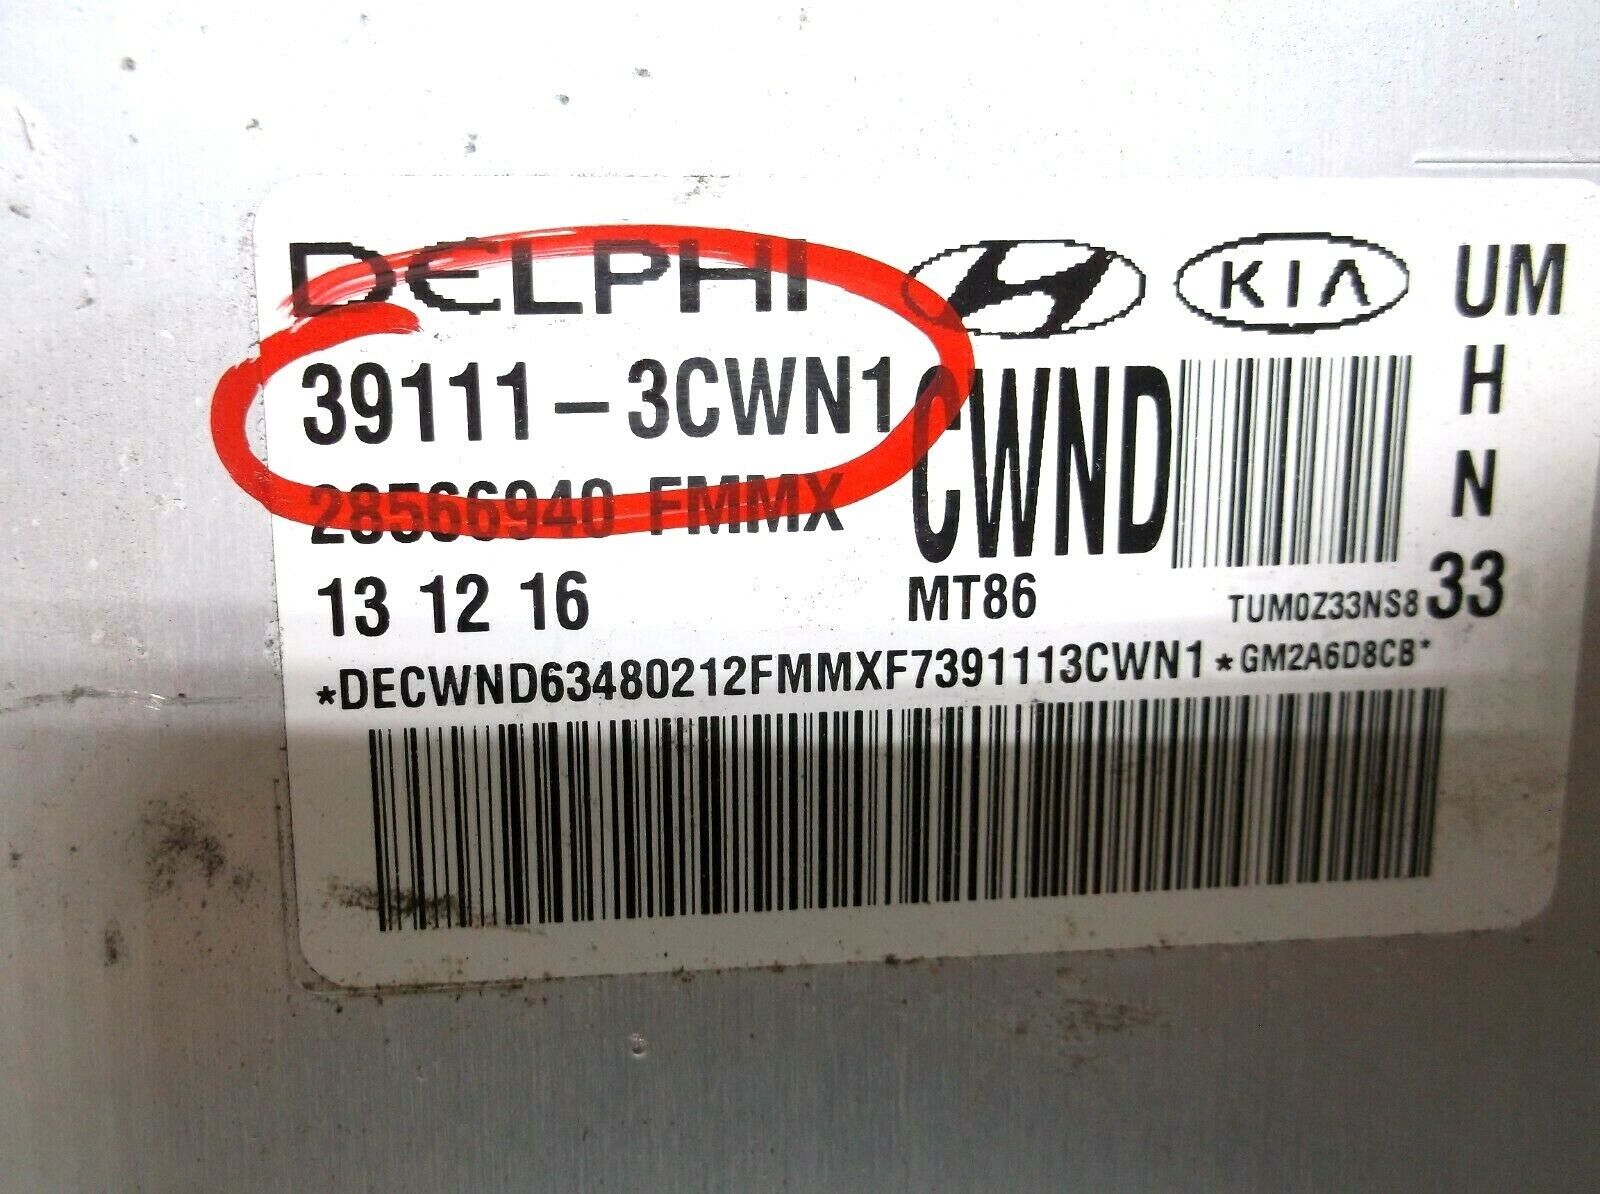 DELPHI
KIA
UM
39111-3CWN1
CWND
H
28566940 FMMX
N
13 12 16
MT86
TUM0Z33NS8 33
*DECWND63480212FMMXF7391113CWN1*GM2A6D8CB*